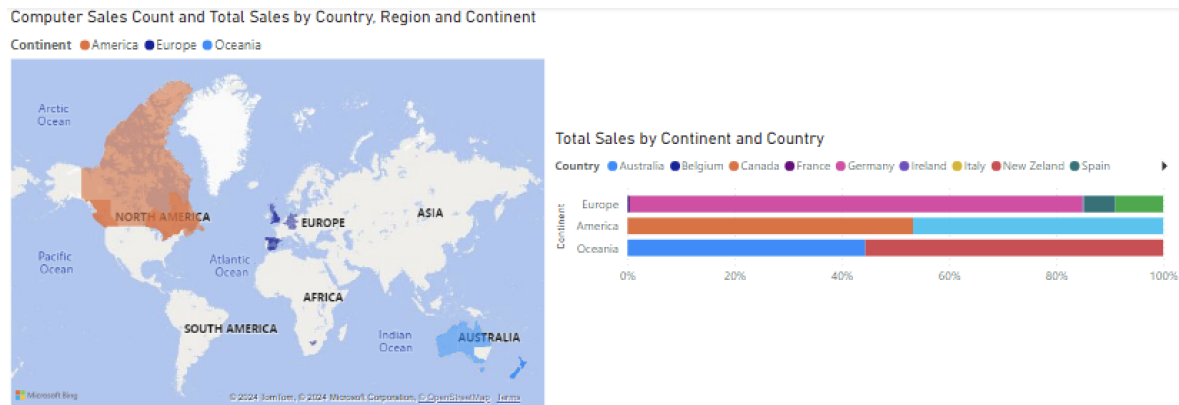 Computer Sales Count and Total Sales by Country, Region and Continent
Continent America Europe Oceania
Arctic
Ocean
NORTH AMERICA
EUROPE
ASIA
Pacific
Ocean
Atlantic
Ocean
AFRICA
SOUTH AMERICA
Indian
Ocean
AUSTRALIA
Microsoft Bing
© 2024 TomTom, © 2024 Microsoft Corporation, © OpenStreetMap Terms
Total Sales by Continent and Country
Country Australia Belgium Canada France Germany Ireland Italy New Zeland Spain
Continent
Europe
America
Oceania
0% 20% 40% 60% 80% 100%